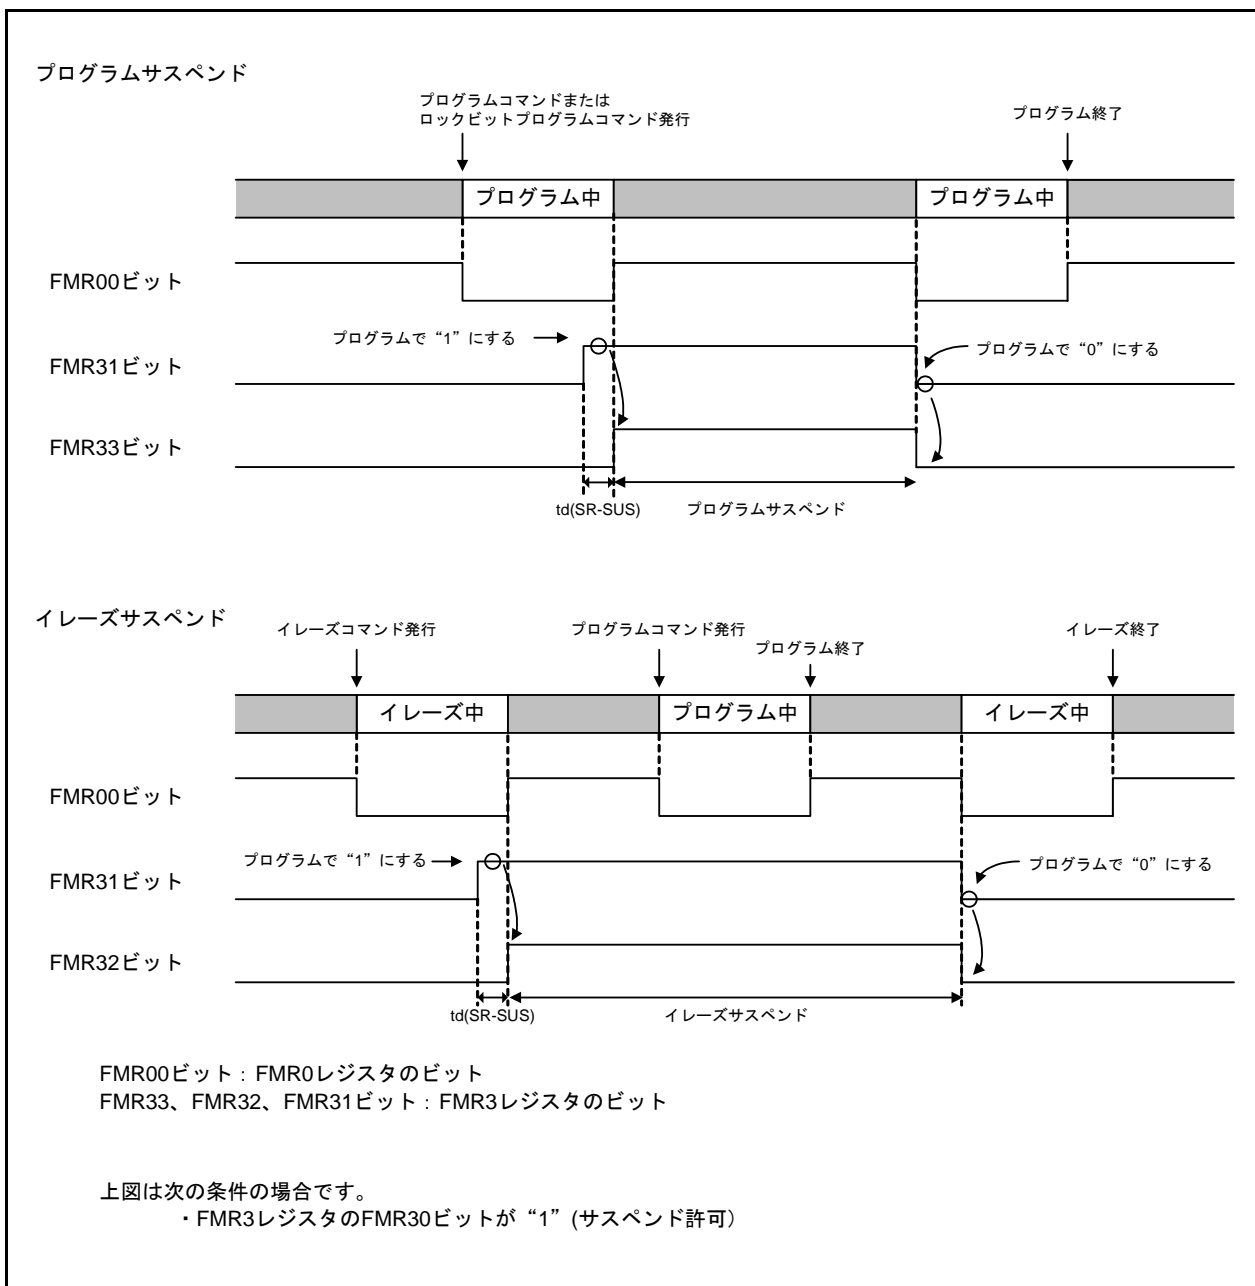 プログラムサスペンド
プログラムコマンドまたは
ロックビットプログラムコマンド発行
プログラム終了
プログラム中
プログラム中
FMR00ビット
プログラムで“1”にする
プログラムで“0”にする
FMR31ビット
FMR33ビット
td(SR-SUS)
プログラムサスペンド
イレーズサスペンド
イレーズコマンド発行
プログラムコマンド発行
プログラム終了
イレーズ終了
イレーズ中
プログラム中
イレーズ中
FMR00ビット
プログラムで“1”にする
プログラムで“0”にする
FMR31ビット
FMR32ビット
td(SR-SUS)
イレーズサスペンド
FMR00ビット：FMR0レジスタのビット
FMR33、FMR32、FMR31ビット：FMR3レジスタのビット
上図は次の条件の場合です。
・FMR3レジスタのFMR30ビットが“1”(サスペンド許可）